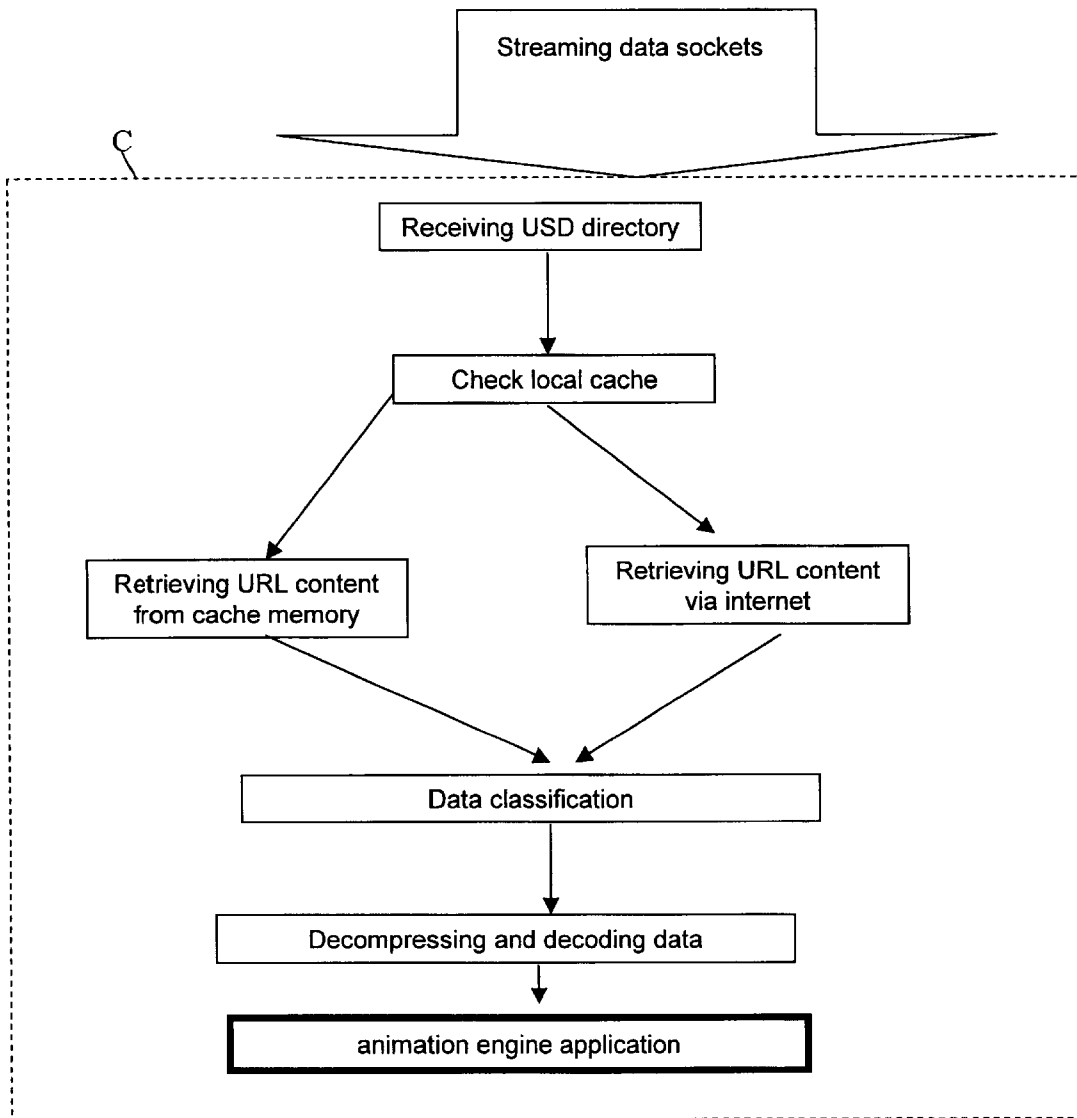 Streaming data sockets
C
Receiving USD directory
Check local cache
Retrieving URL content
from cache memory
Retrieving URL content
via internet
Data classification
Decompressing and decoding data
animation engine application